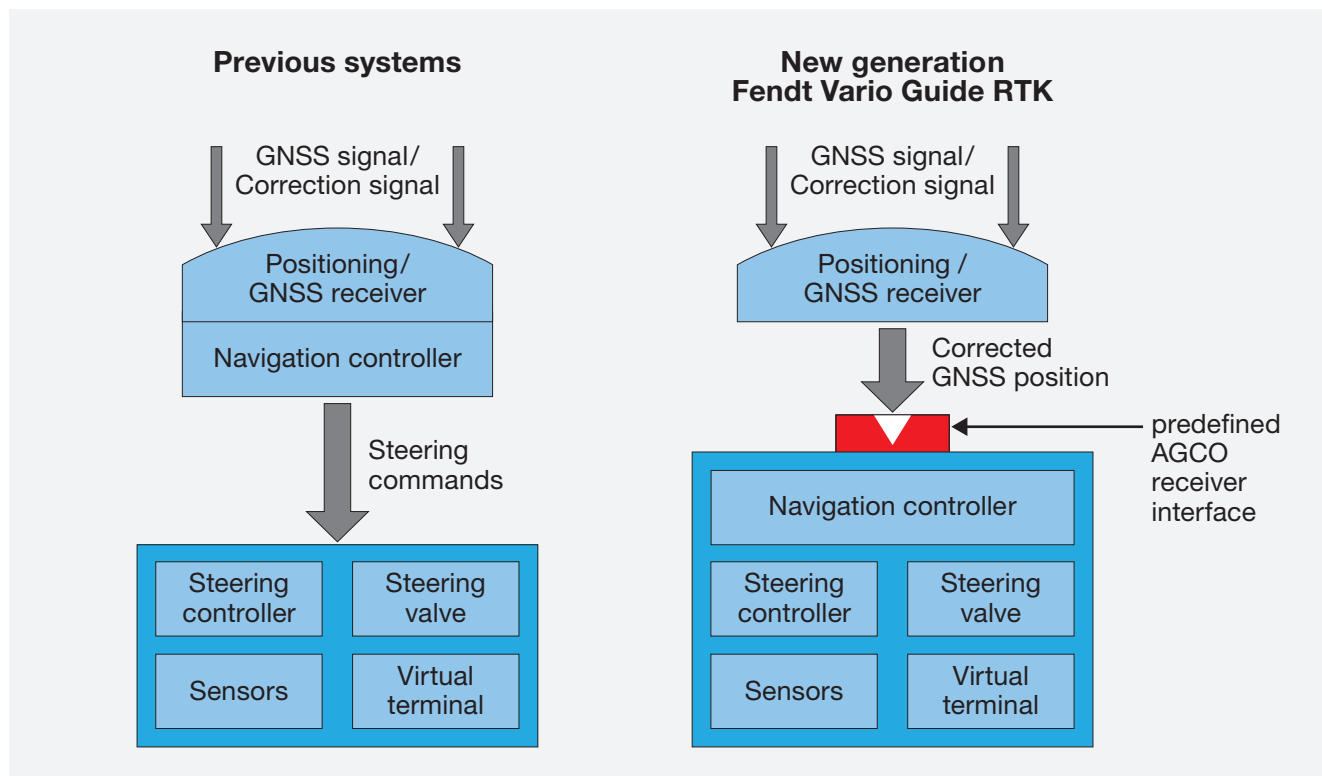 Previous systems
GNSS signal/
Correction signal
Positioning/
GNSS receiver
Navigation controller
Steering
commands
Steering
controller
Steering
valve
Sensors
Virtual
terminal
New generation
Fendt Vario Guide RTK
GNSS signal/
Correction signal
Positioning /
GNSS receiver
Corrected
GNSS position
predefined
AGCO
receiver
interface
Navigation controller
Steering
controller
Steering
valve
Sensors
Virtual
terminal